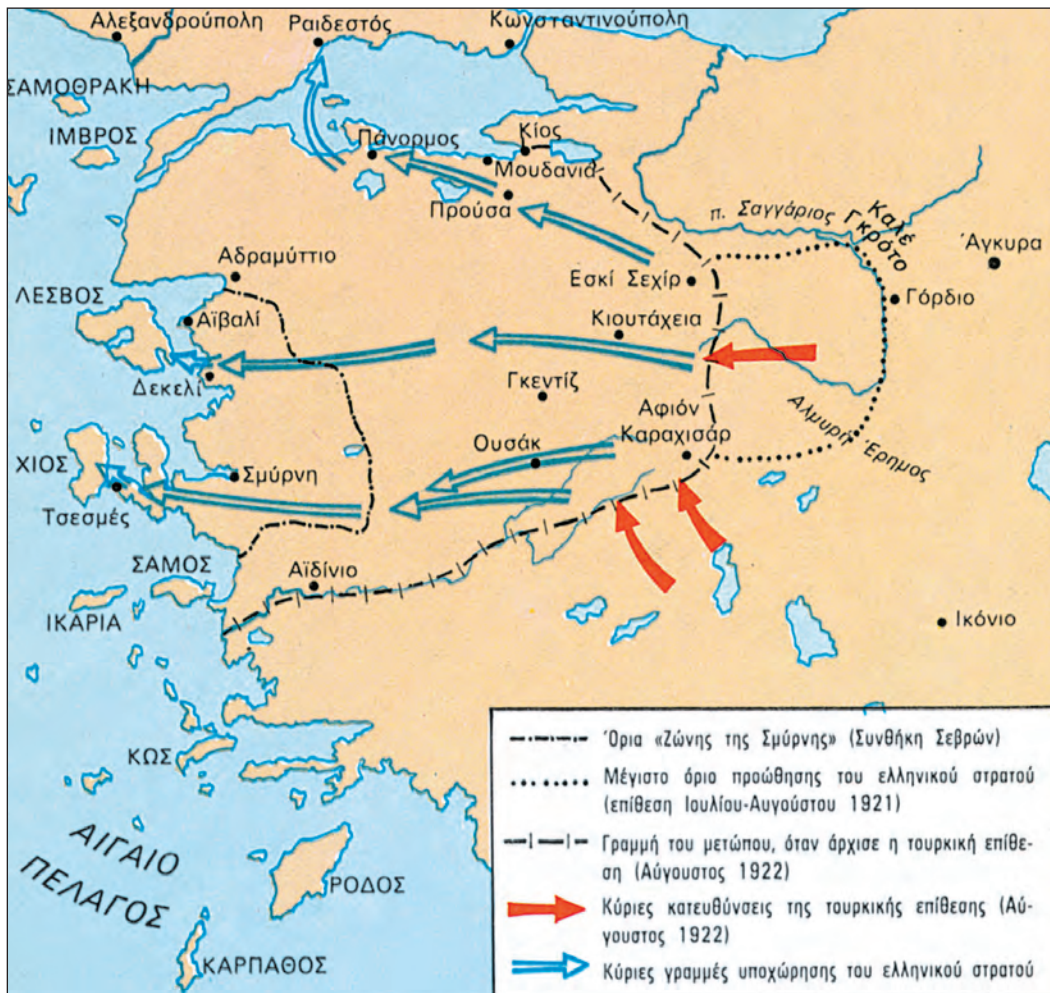 Αλεξανδρούπολη
Ραιδεστός
Κωνσταντινούπολη
ΣΑΜΟΘΡΑΚΗ
ΙΜΒΡΟΣ
Πάνορμος
Κίος
Μουδανιά
Προύσα
π. Σαγγάριος
Καλέ
Γκρότο
Άγκυρα
Αδραμύττιο
Εσκί Σεχίρ
Γόρδιο
ΛΕΣΒΟΣ
Αϊβαλί
Κιουτάχεια
Δεκελί
Γκεντίζ
Αλμυρή Έρημος
Αφιόν
Καραχισάρ
Ουσάκ
ΧΙΟΣ
Σμύρνη
Τσεσμές
ΣΑΜΟΣ
Αϊδίνιο
ΙΚΑΡΙΑ
Ικόνιο
ΚΩΣ
ΑΙΓΑΙΟ
ΠΕΛΑΓΟΣ
ΡΟΔΟΣ
ΚΑΡΠΑΘΟΣ
Όρια «Ζώνης της Σμύρνης» (Συνθήκη Σεβρών)
Μέγιστο όριο προώθησης του ελληνικού στρατού
(επίθεση Ιουλίου-Αυγούστου 1921)
Γραμμή του μετώπου, όταν άρχισε η τουρκική επίθε-
ση (Αύγουστος 1922)
Κύριες κατευθύνσεις της τουρκικής επίθεσης (Αύ-
γουστος 1922)
Κύριες γραμμές υποχώρησης του ελληνικού στρατού